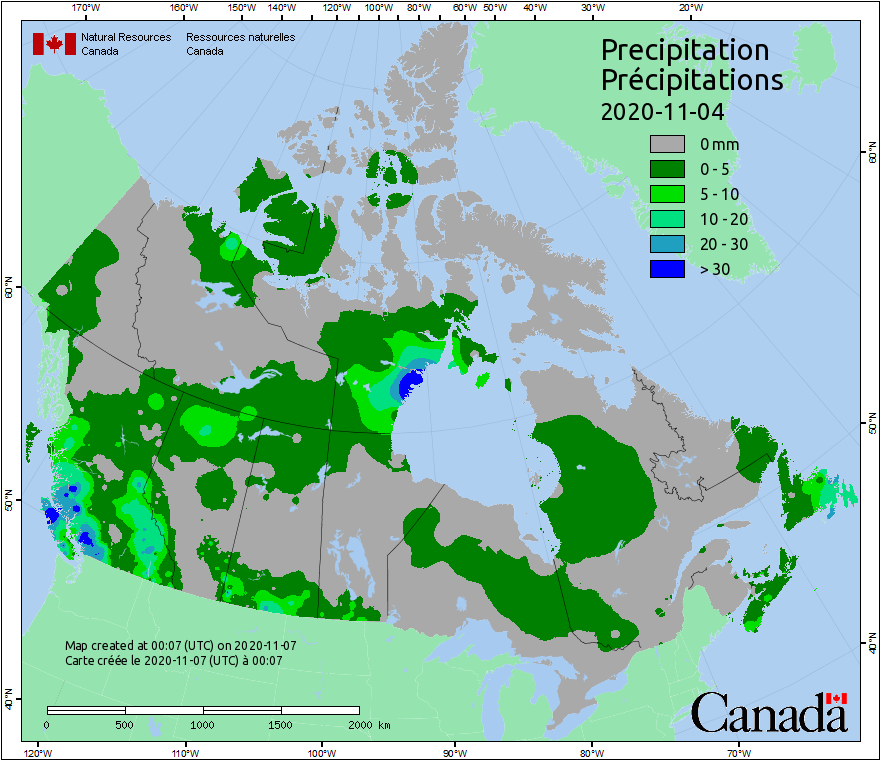 170°W 160°W 150°W 140°W 130°W 120°W 110°W 100°W 90°W 80°W 70°W 60°W 50°W 40°W 30°W 20°W
Natural Resources Canada
Ressources naturelles Canada
Precipitation
Précipitations
2020-11-04
0 mm
0 - 5
5 - 10
10 - 20
20 - 30
> 30
60°N
50°N
40°N
60°N
50°N
40°N
Map created at 00:07 (UTC) on 2020-11-07
Carte créée le 2020-11-07 (UTC) à 00:07
0 500 1000 1500 2000 km
Canada
120°W 110°W 100°W 90°W 80°W 70°W